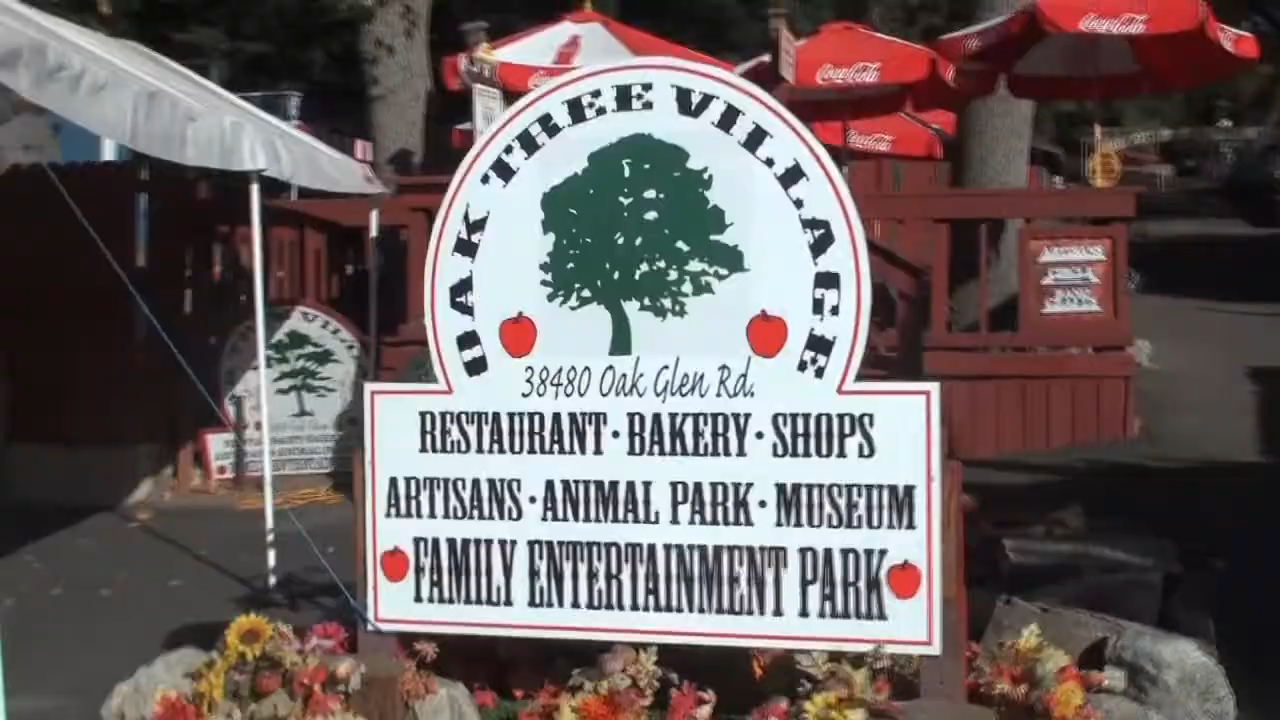 Coca-Cola
Coca-Cola
Coca-Cola
OAK TREE VILLAGE
38480 Oak Glen Rd.
RESTAURANT · BAKERY · SHOPS
ARTISANS · ANIMAL PARK · MUSEUM
FAMILY ENTERTAINMENT PARK
ARTISANS